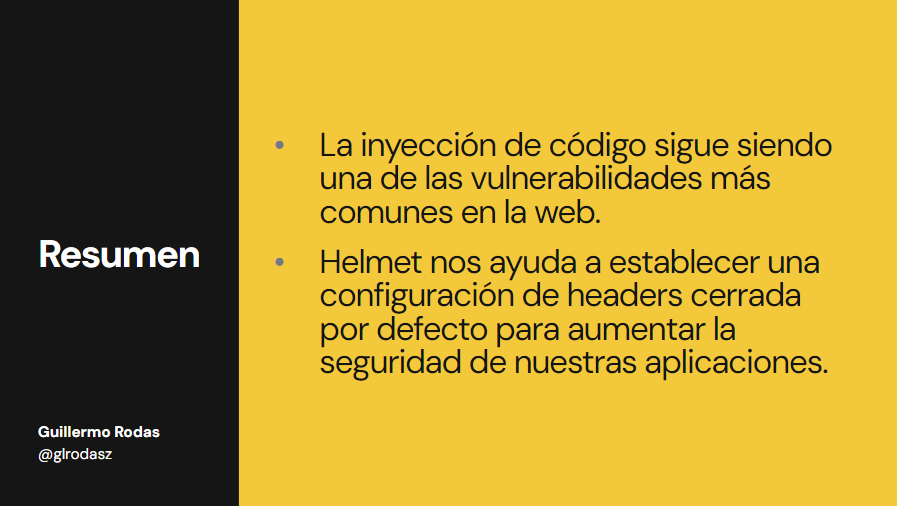 Resumen
Guillermo Rodas
@glrodasz
• La inyección de código sigue siendo
una de las vulnerabilidades más
comunes en la web.
• Helmet nos ayuda a establecer una
configuración de headers cerrada
por defecto para aumentar la
seguridad de nuestras aplicaciones.